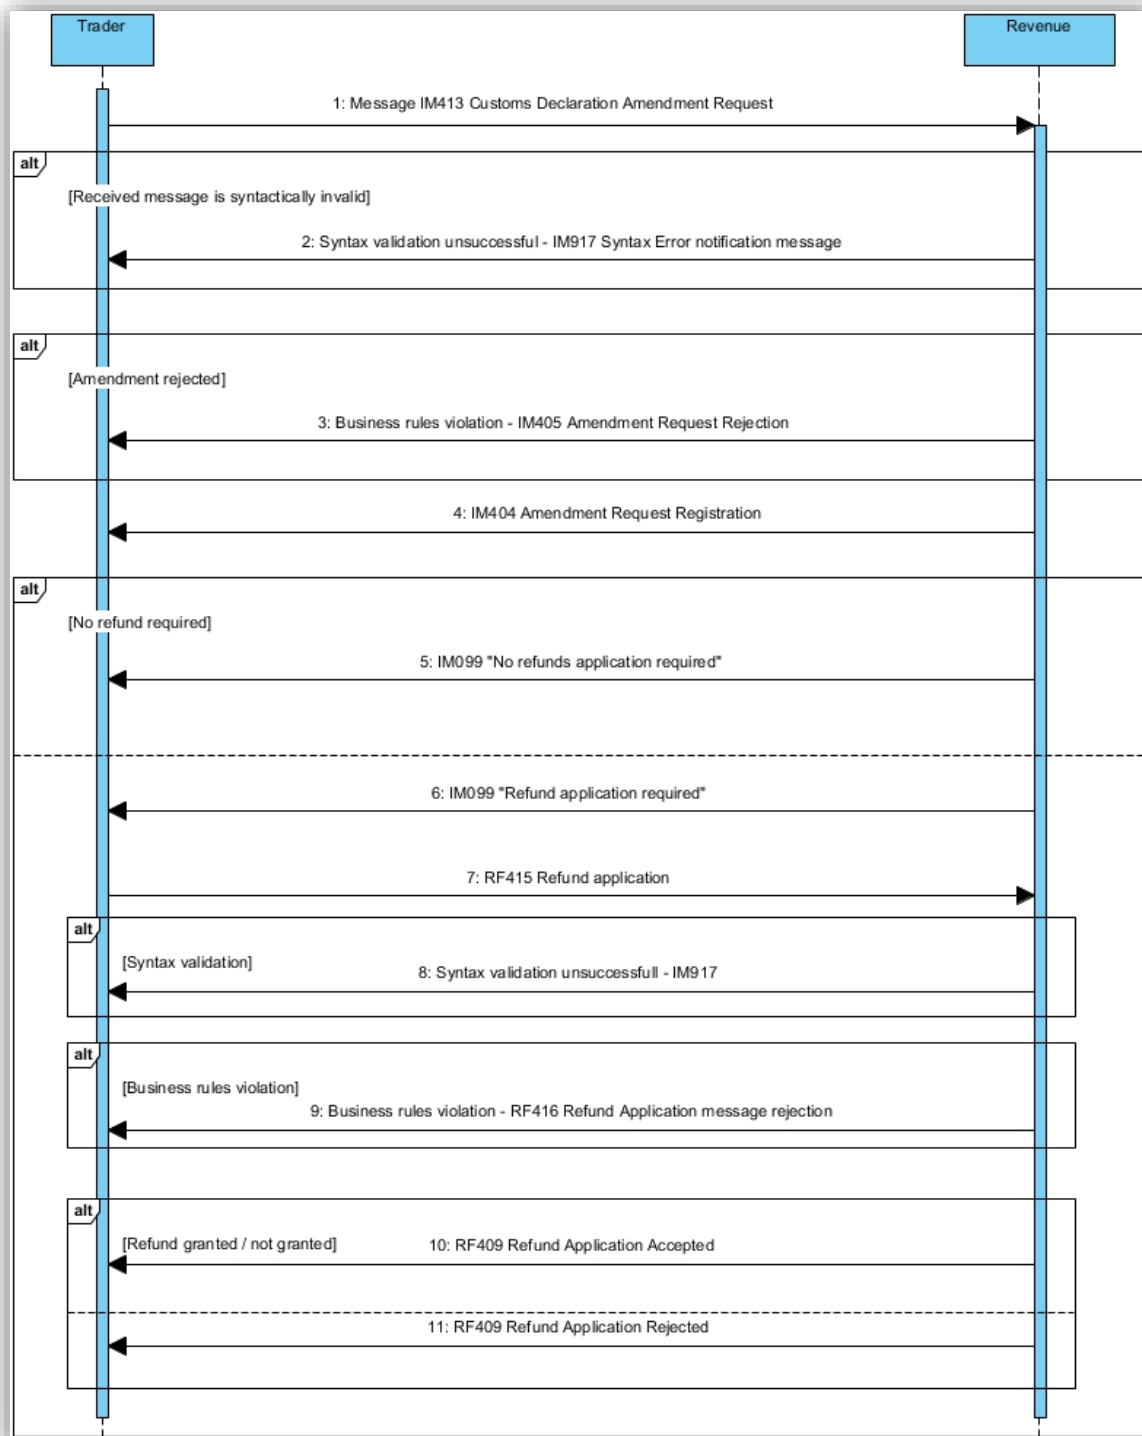 Trader
Revenue
1: Message IM413 Customs Declaration Amendment Request
alt
[Received message is syntactically invalid]
2: Syntax validation unsuccessful - IM917 Syntax Error notification message
alt
[Amendment rejected]
3: Business rules violation - IM405 Amendment Request Rejection
4: IM404 Amendment Request Registration
alt
[No refund required]
5: IM099 "No refunds application required"
6: IM099 "Refund application required"
7: RF415 Refund application
alt
[Syntax validation]
8: Syntax validation unsuccessfull - IM917
alt
[Business rules violation]
9: Business rules violation - RF416 Refund Application message rejection
alt
[Refund granted / not granted]
10: RF409 Refund Application Accepted
11: RF409 Refund Application Rejected